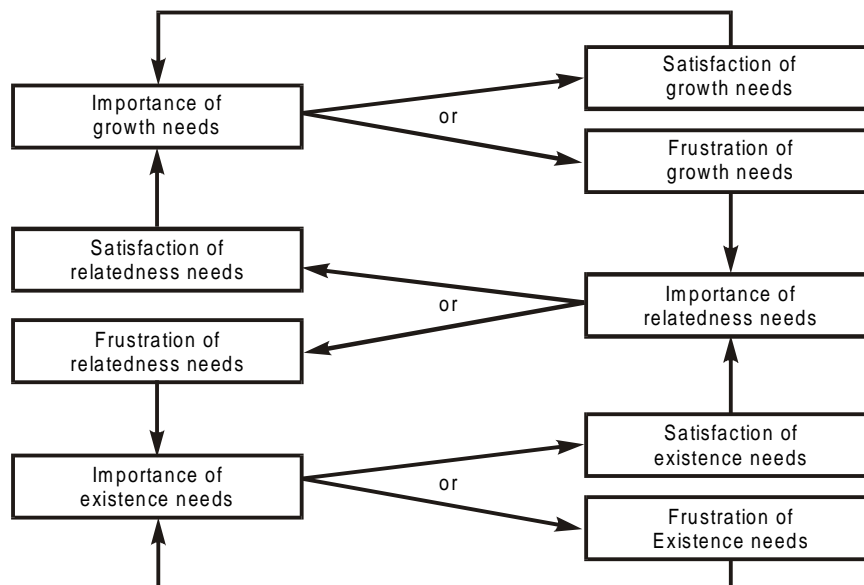 Satisfaction of
growth needs
Importance of
growth needs
or
Frustration of
growth needs
Satisfaction of
relatedness needs
Importance of
relatedness needs
or
Frustration of
relatedness needs
Satisfaction of
existence needs
Importance of
existence needs
or
Frustration of
Existence needs